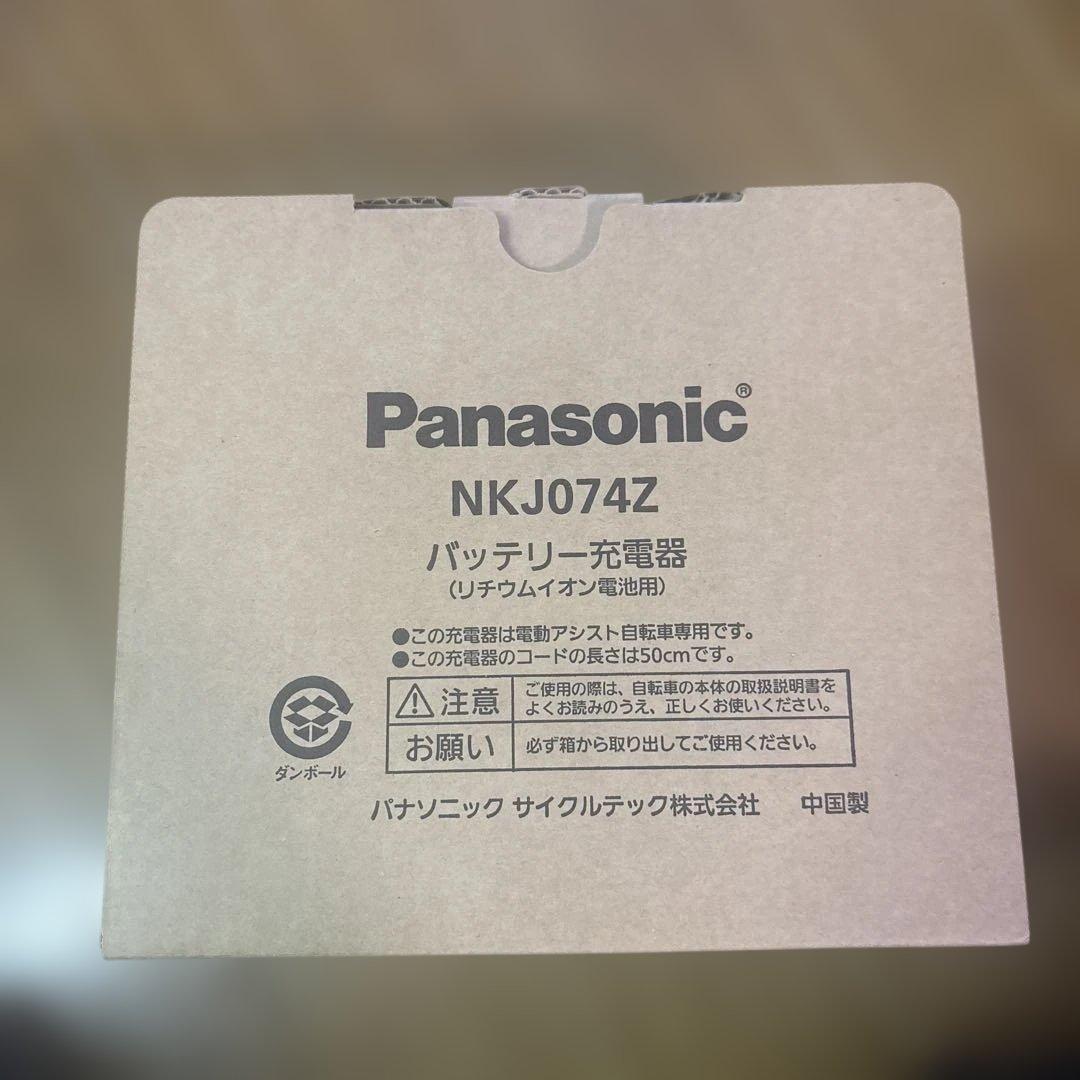 Panasonic®
NKJ074Z
バッテリー充電器
(リチウムイオン電池用)
●この充電器は電動アシスト自転車専用です。
●この充電器のコードの長さは50cmです。
⚠注意 ご使用の際は、自転車の本体の取扱説明書を
よくお読みのうえ、正しくお使いください。
お願い 必ず箱から取り出してご使用ください。
ダンボール
パナソニック サイクルテック株式会社 中国製